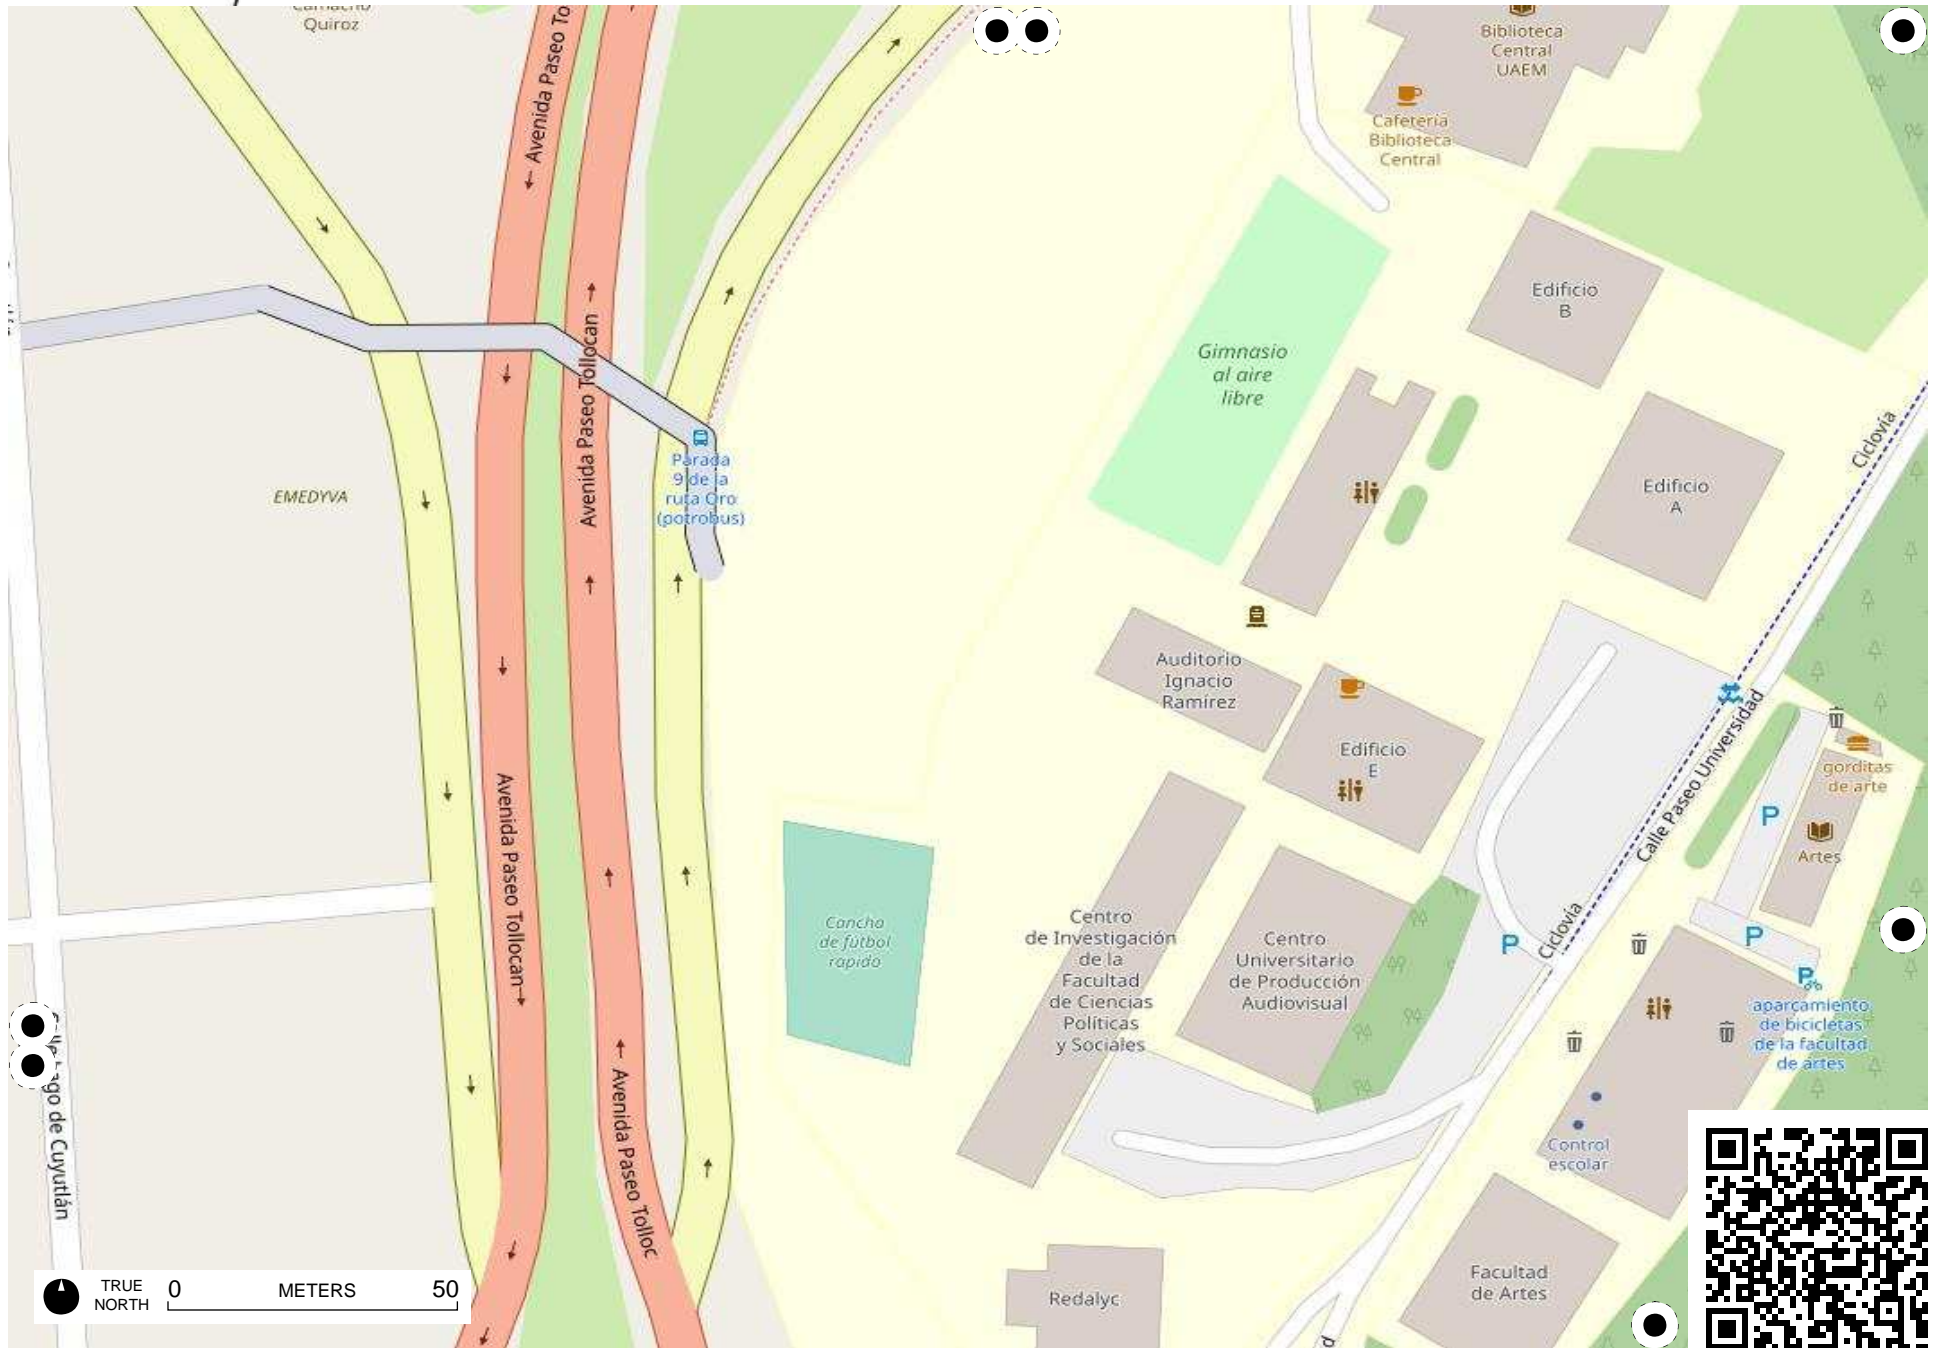 Camacho
Quiroz
Avenida Paseo To
Biblioteca
Central
UAEM
Cafetería
Biblioteca
Central
Edificio
B
Gimnasio
al aire
libre
Avenida Paseo Tollocan
Ciclovía
Parada
9 de la
ruta Oro
(potrobus)
EMEDYVA
Edificio
A
Auditorio
Ignacio
Ramírez
Edificio
E
Calle Paseo Universidad
gorditas
de arte
P
Artes
Avenida Paseo Tollocan
Cancha
de fútbol
rápido
Centro
de Investigación
de la
Facultad
de Ciencias
Políticas
y Sociales
Centro
Universitario
de Producción
Audiovisual
P
Ciclovía
P
P
aparcamiento
de bicicletas
de la facultad
de artes
Calle Lago de Cuyutlán
Avenida Paseo Tolloc
Control
escolar
Facultad
de Artes
Redalyc
TRUE
NORTH
0 METERS 50
d